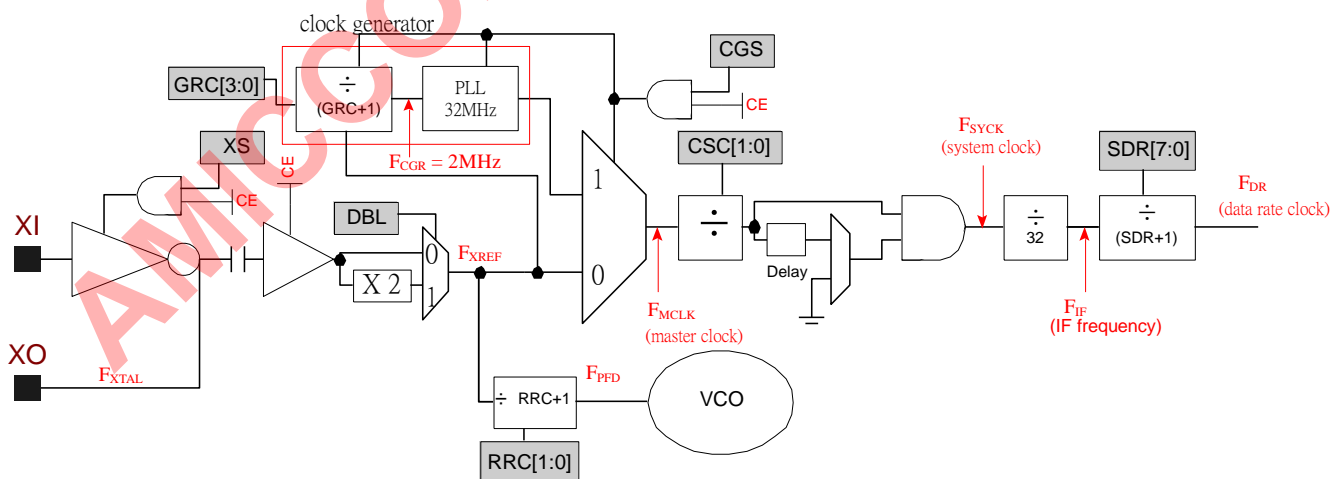 clock generator
CGS
GRC[3:0]
÷
(GRC+1)
PLL
32MHz
CE
XS
CE
CE
FCGR = 2MHz
CSC[1:0]
FSYCK
(system clock)
SDR[7:0]
FDR
(data rate clock)
XI
DBL
0
X 2
1
FXREF
1
0
÷
Delay
÷
32
÷
(SDR+1)
FMCLK
(master clock)
FIF
(IF frequency)
XO
FXTAL
÷ RRC+1
FPFD
VCO
RRC[1:0]
AMICCO